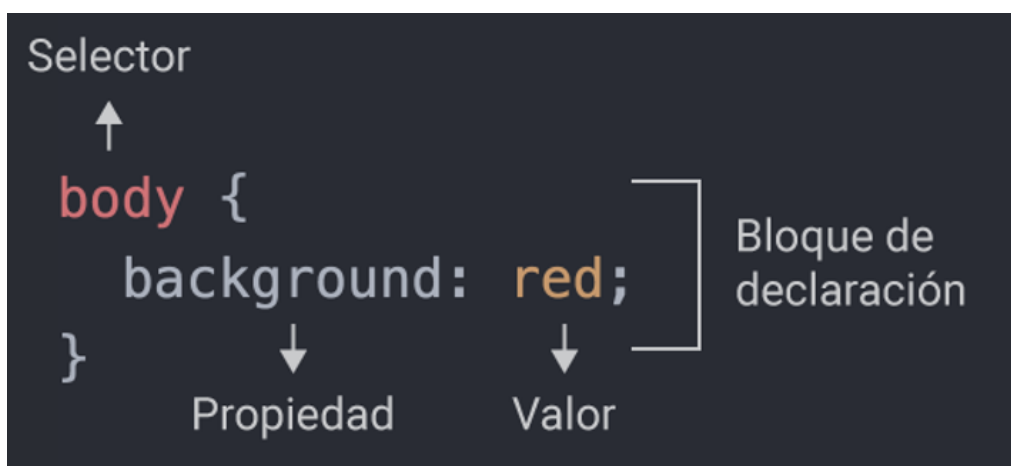 Selector
body {
background: red;
}
Bloque de
declaración
Propiedad
Valor